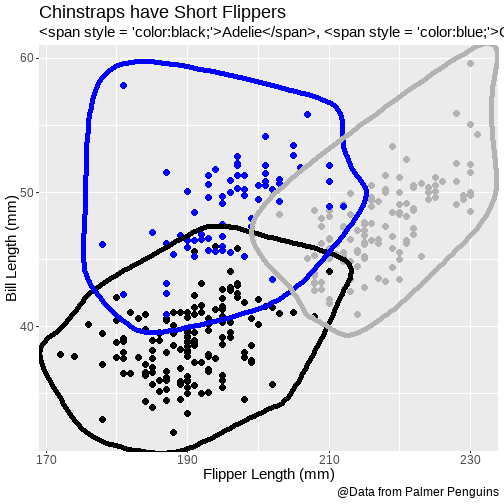 Chinstraps have Short Flippers
<span style = 'color:black;'>Adelie</span>, <span style = 'color:blue;'>C
60
50
40
Bill Length (mm)
170 190 210 230
Flipper Length (mm)
@Data from Palmer Penguins